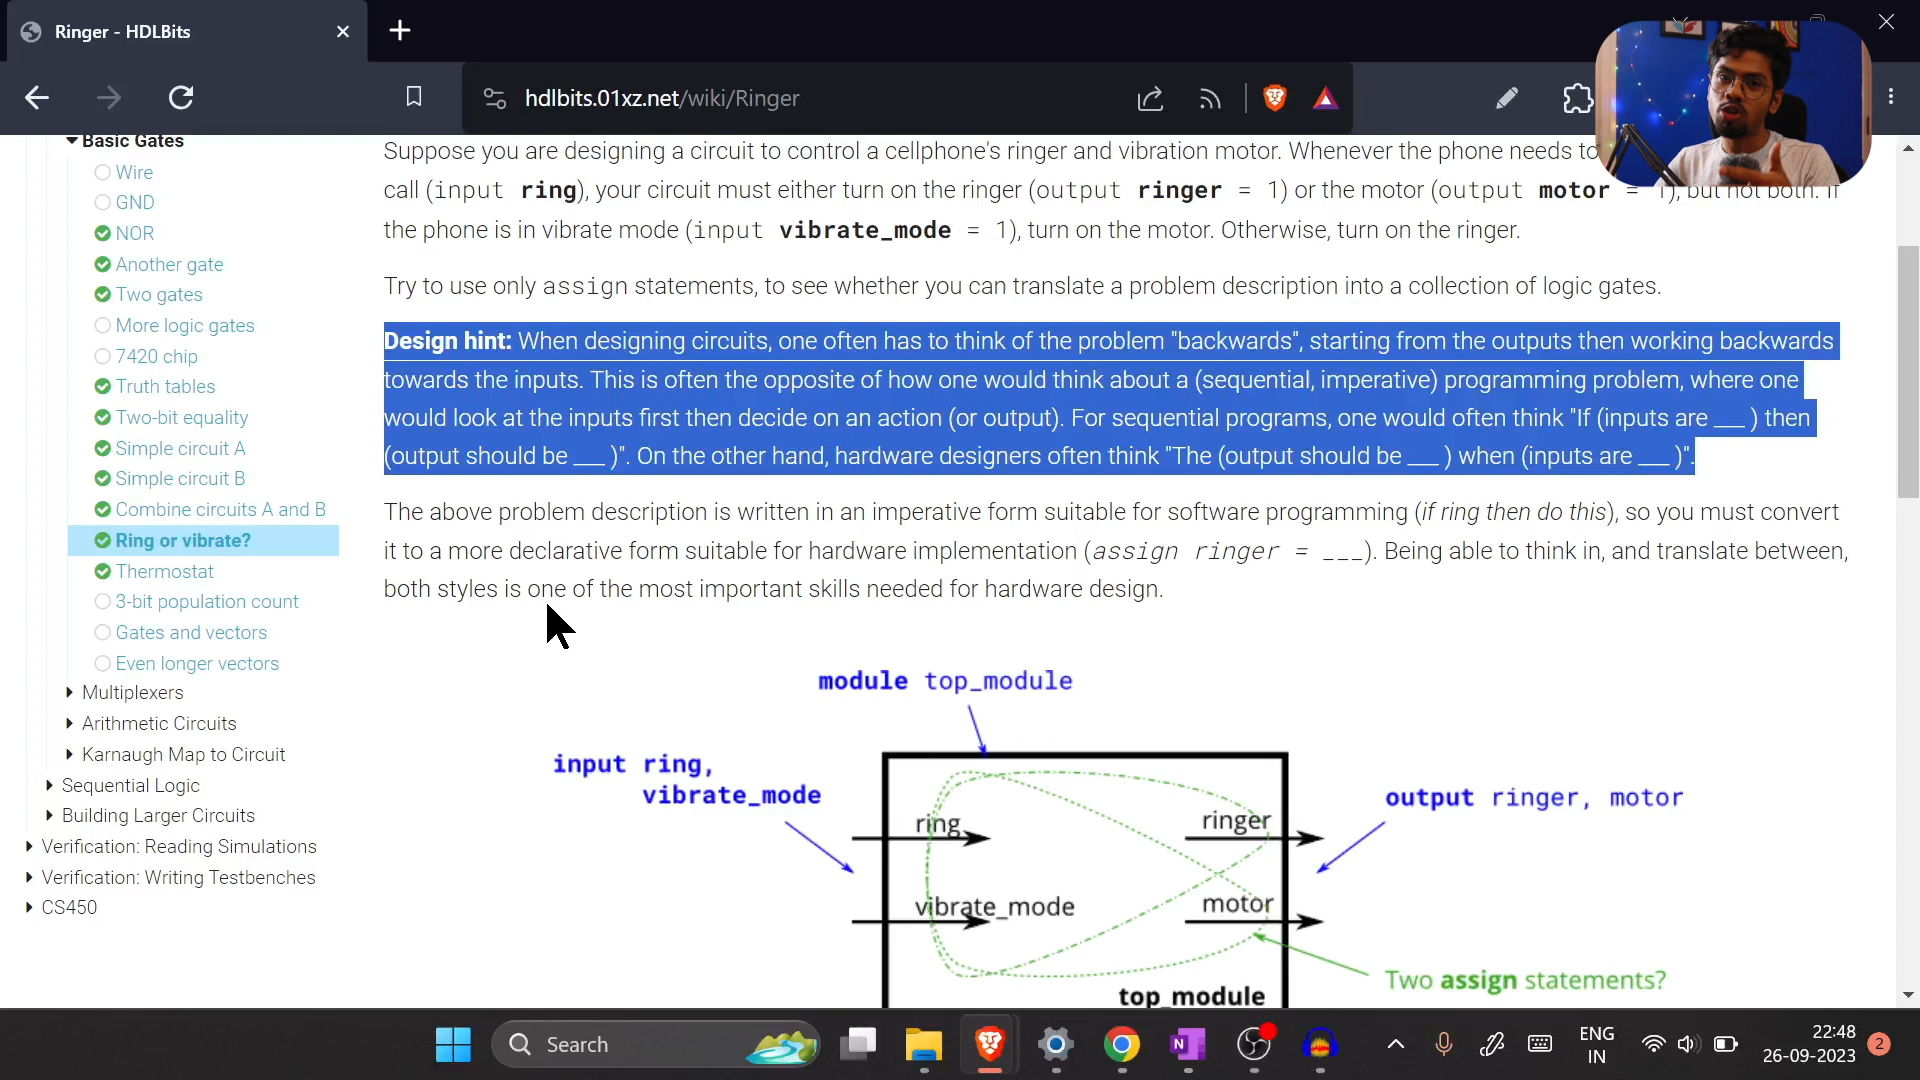 Ringer - HDLBits
hdlbits.01xz.net/wiki/Ringer
Basic Gates
Wire
GND
NOR
Another gate
Two gates
More logic gates
7420 chip
Truth tables
Two-bit equality
Simple circuit A
Simple circuit B
Combine circuits A and B
Ring or vibrate?
Thermostat
3-bit population count
Gates and vectors
Even longer vectors
Multiplexers
Arithmetic Circuits
Karnaugh Map to Circuit
Sequential Logic
Building Larger Circuits
Verification: Reading Simulations
Verification: Writing Testbenches
CS450
Suppose you are designing a circuit to control a cellphone's ringer and vibration motor. Whenever the phone needs to
call (input ring), your circuit must either turn on the ringer (output ringer = 1) or the motor (output motor = 1), but not both. If
the phone is in vibrate mode (input vibrate_mode = 1), turn on the motor. Otherwise, turn on the ringer.
Try to use only assign statements, to see whether you can translate a problem description into a collection of logic gates.
Design hint: When designing circuits, one often has to think of the problem "backwards", starting from the outputs then working backwards
towards the inputs. This is often the opposite of how one would think about a (sequential, imperative) programming problem, where one
would look at the inputs first then decide on an action (or output). For sequential programs, one would often think "If (inputs are ___ ) then
(output should be ___ )". On the other hand, hardware designers often think "The (output should be ___ ) when (inputs are ___ )".
The above problem description is written in an imperative form suitable for software programming (if ring then do this), so you must convert
it to a more declarative form suitable for hardware implementation (assign ringer = ___). Being able to think in, and translate between,
both styles is one of the most important skills needed for hardware design.
module top_module
input ring,
vibrate_mode
output ringer, motor
ring
ringer
vibrate_mode
motor
Two assign statements?
top_module
Search
ENG
IN
22:48
26-09-2023
2